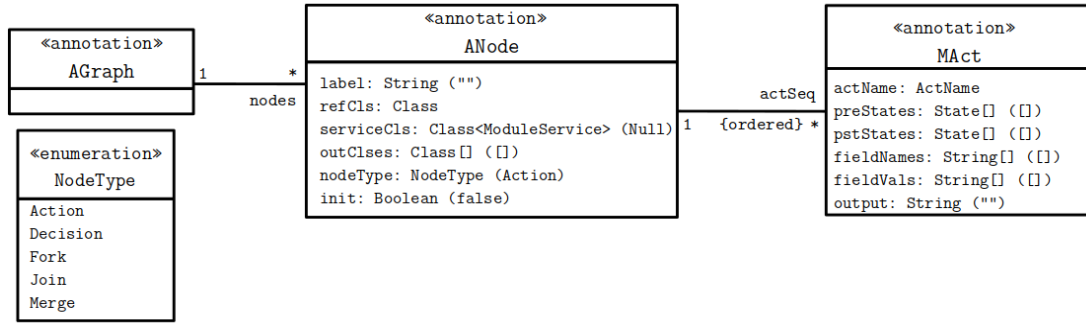 «annotation»
AGraph
1
*
nodes
«enumeration»
NodeType
Action
Decision
Fork
Join
Merge
«annotation»
ANode
label: String ("")
refCls: Class
serviceCls: Class<ModuleService> (Null)
outClses: Class[] ([])
nodeType: NodeType (Action)
init: Boolean (false)
actSeq
1
{ordered} *
«annotation»
MAct
actName: ActName
preStates: State[] ([])
pstStates: State[] ([])
fieldNames: String[] ([])
fieldVals: String[] ([])
output: String ("")